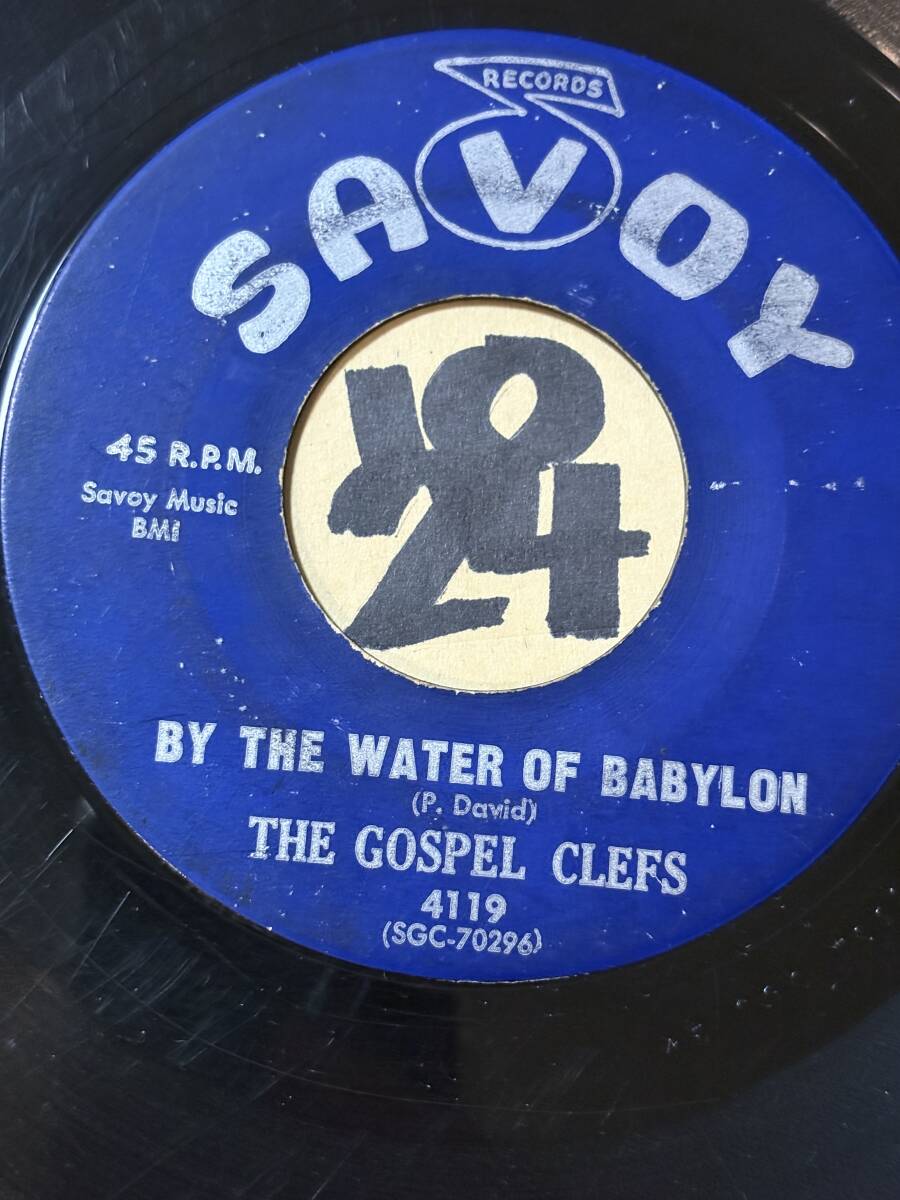 RECORDS
SAVOY
45 R.P.M.
Savoy Music
BMI
1024
BY THE WATER OF BABYLON
(P. David)
THE GOSPEL CLEFS
4119
(SGC-70296)